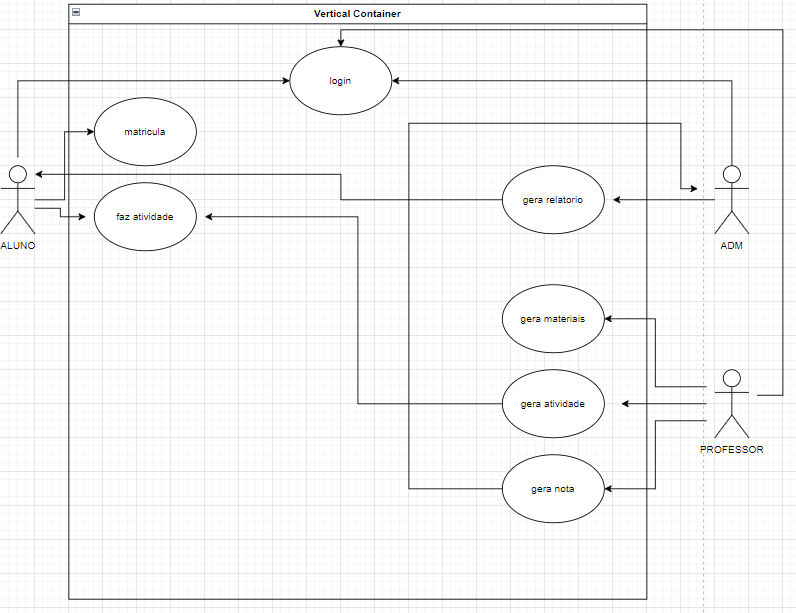 Vertical Container
login
matricula
gera relatorio
faz atividade
ALUNO
ADM
gera materiais
gera atividade
PROFESSOR
gera nota